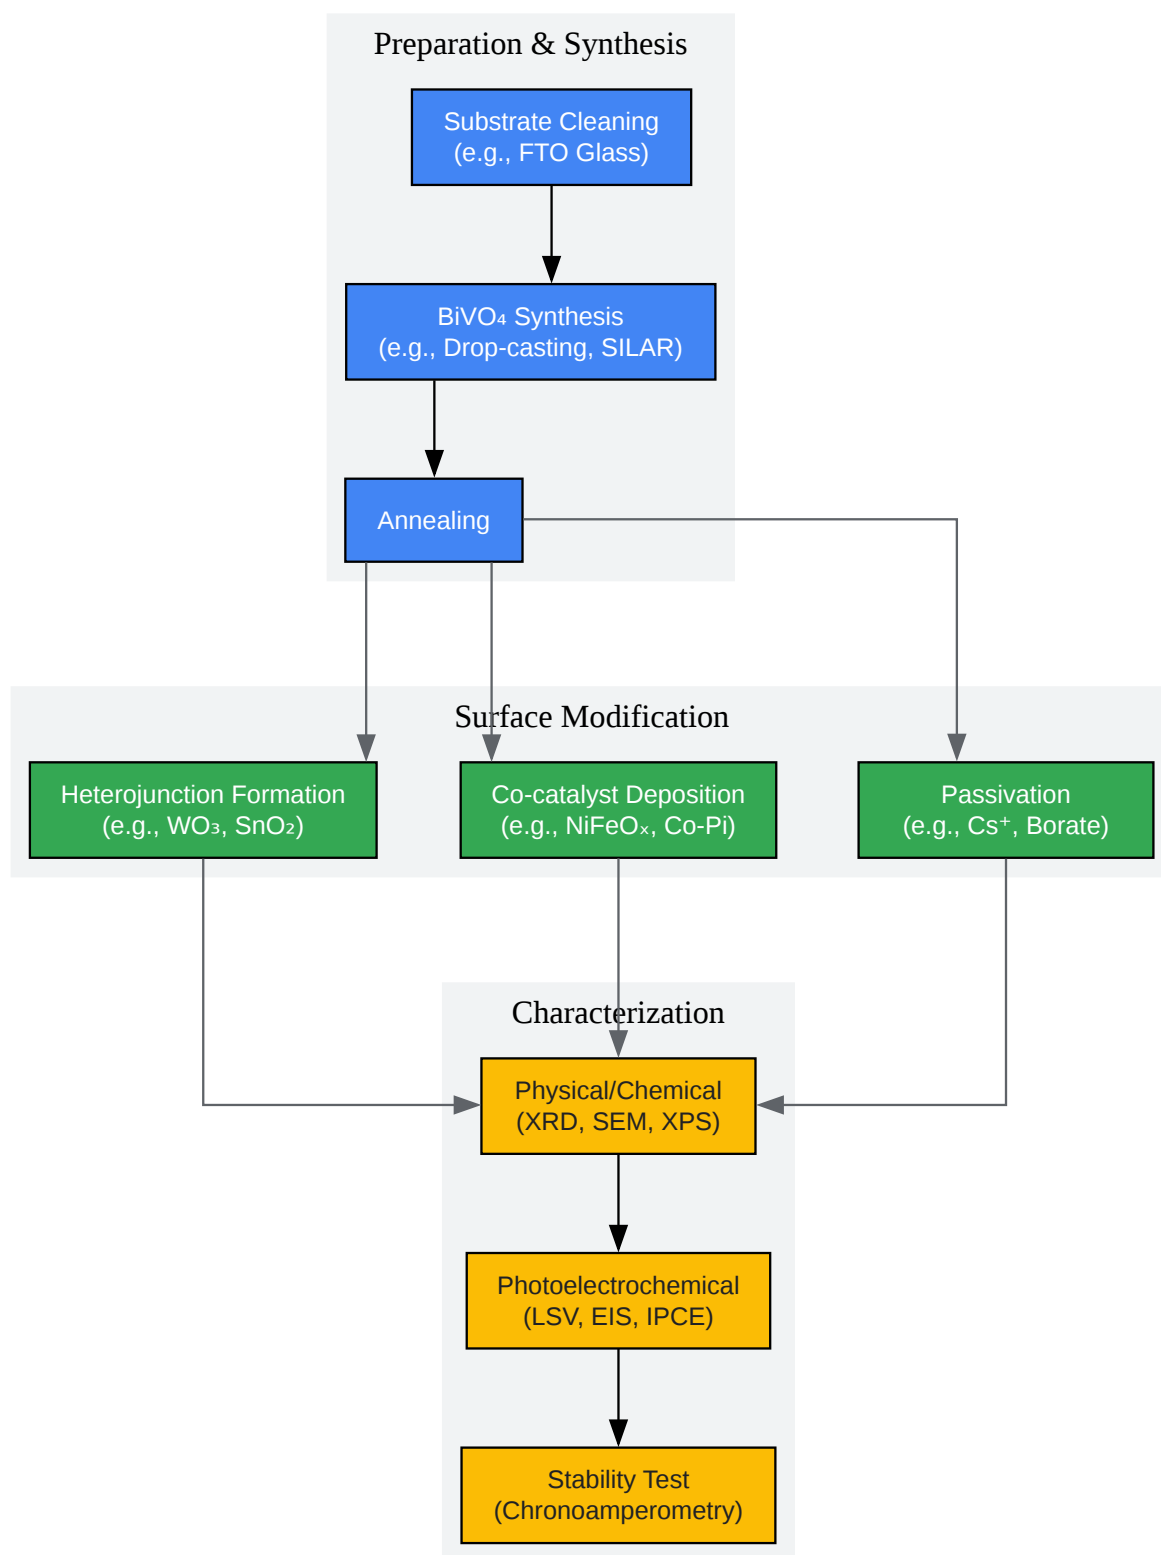 Preparation & Synthesis
Substrate Cleaning
(e.g., FTO Glass)
BiVO₄ Synthesis
(e.g., Drop-casting, SILAR)
Annealing
Surface Modification
Heterojunction Formation
(e.g., WO₃, SnO₂)
Co-catalyst Deposition
(e.g., NiFeOₓ, Co-Pi)
Passivation
(e.g., Cs⁺, Borate)
Characterization
Physical/Chemical
(XRD, SEM, XPS)
Photoelectrochemical
(LSV, EIS, IPCE)
Stability Test
(Chronoamperometry)